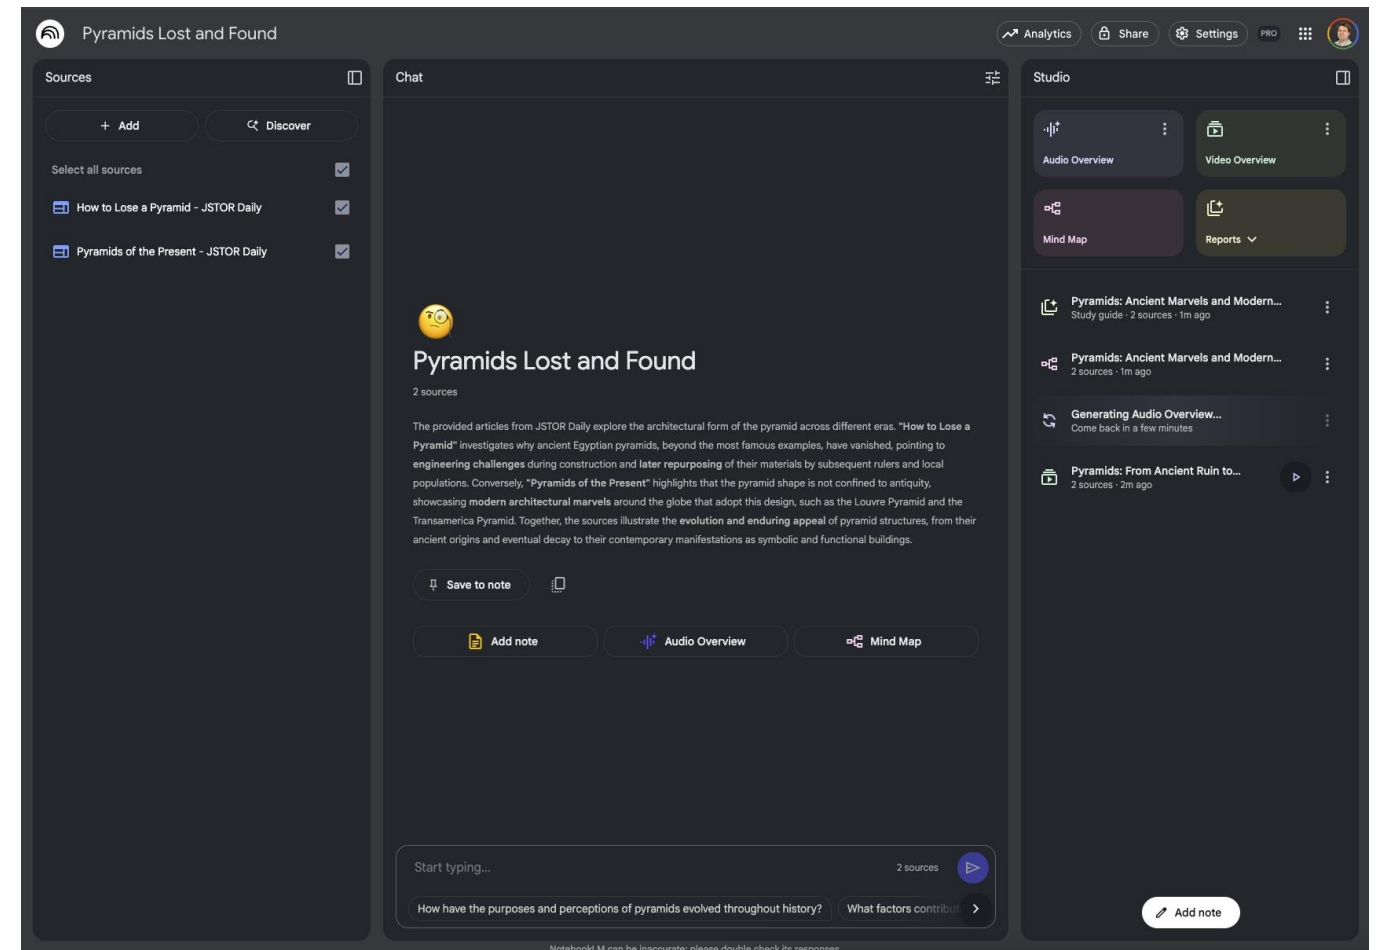 Pyramids Lost and Found
Analytics
Share
Settings
PRO
Sources
+ Add
Discover
Select all sources
How to Lose a Pyramid - JSTOR Daily
Pyramids of the Present - JSTOR Daily
Chat
Pyramids Lost and Found
2 sources
The provided articles from JSTOR Daily explore the architectural form of the pyramid across different eras. "How to Lose a
Pyramid" investigates why ancient Egyptian pyramids, beyond the most famous examples, have vanished, pointing to
engineering challenges during construction and later repurposing of their materials by subsequent rulers and local
populations. Conversely, "Pyramids of the Present" highlights that the pyramid shape is not confined to antiquity,
showcasing modern architectural marvels around the globe that adopt this design, such as the Louvre Pyramid and the
Transamerica Pyramid. Together, the sources illustrate the evolution and enduring appeal of pyramid structures, from their
ancient origins and eventual decay to their contemporary manifestations as symbolic and functional buildings.
Save to note
Add note
Audio Overview
Mind Map
Start typing...
2 sources
How have the purposes and perceptions of pyramids evolved throughout history?
What factors contribut
NotebookLM can be inaccurate; please double check its responses.
Studio
Audio Overview
Video Overview
Mind Map
Reports
Pyramids: Ancient Marvels and Modern...
Study guide · 2 sources · 1m ago
Pyramids: Ancient Marvels and Modern...
2 sources · 1m ago
Generating Audio Overview...
Come back in a few minutes
Pyramids: From Ancient Ruin to...
2 sources · 2m ago
Add note